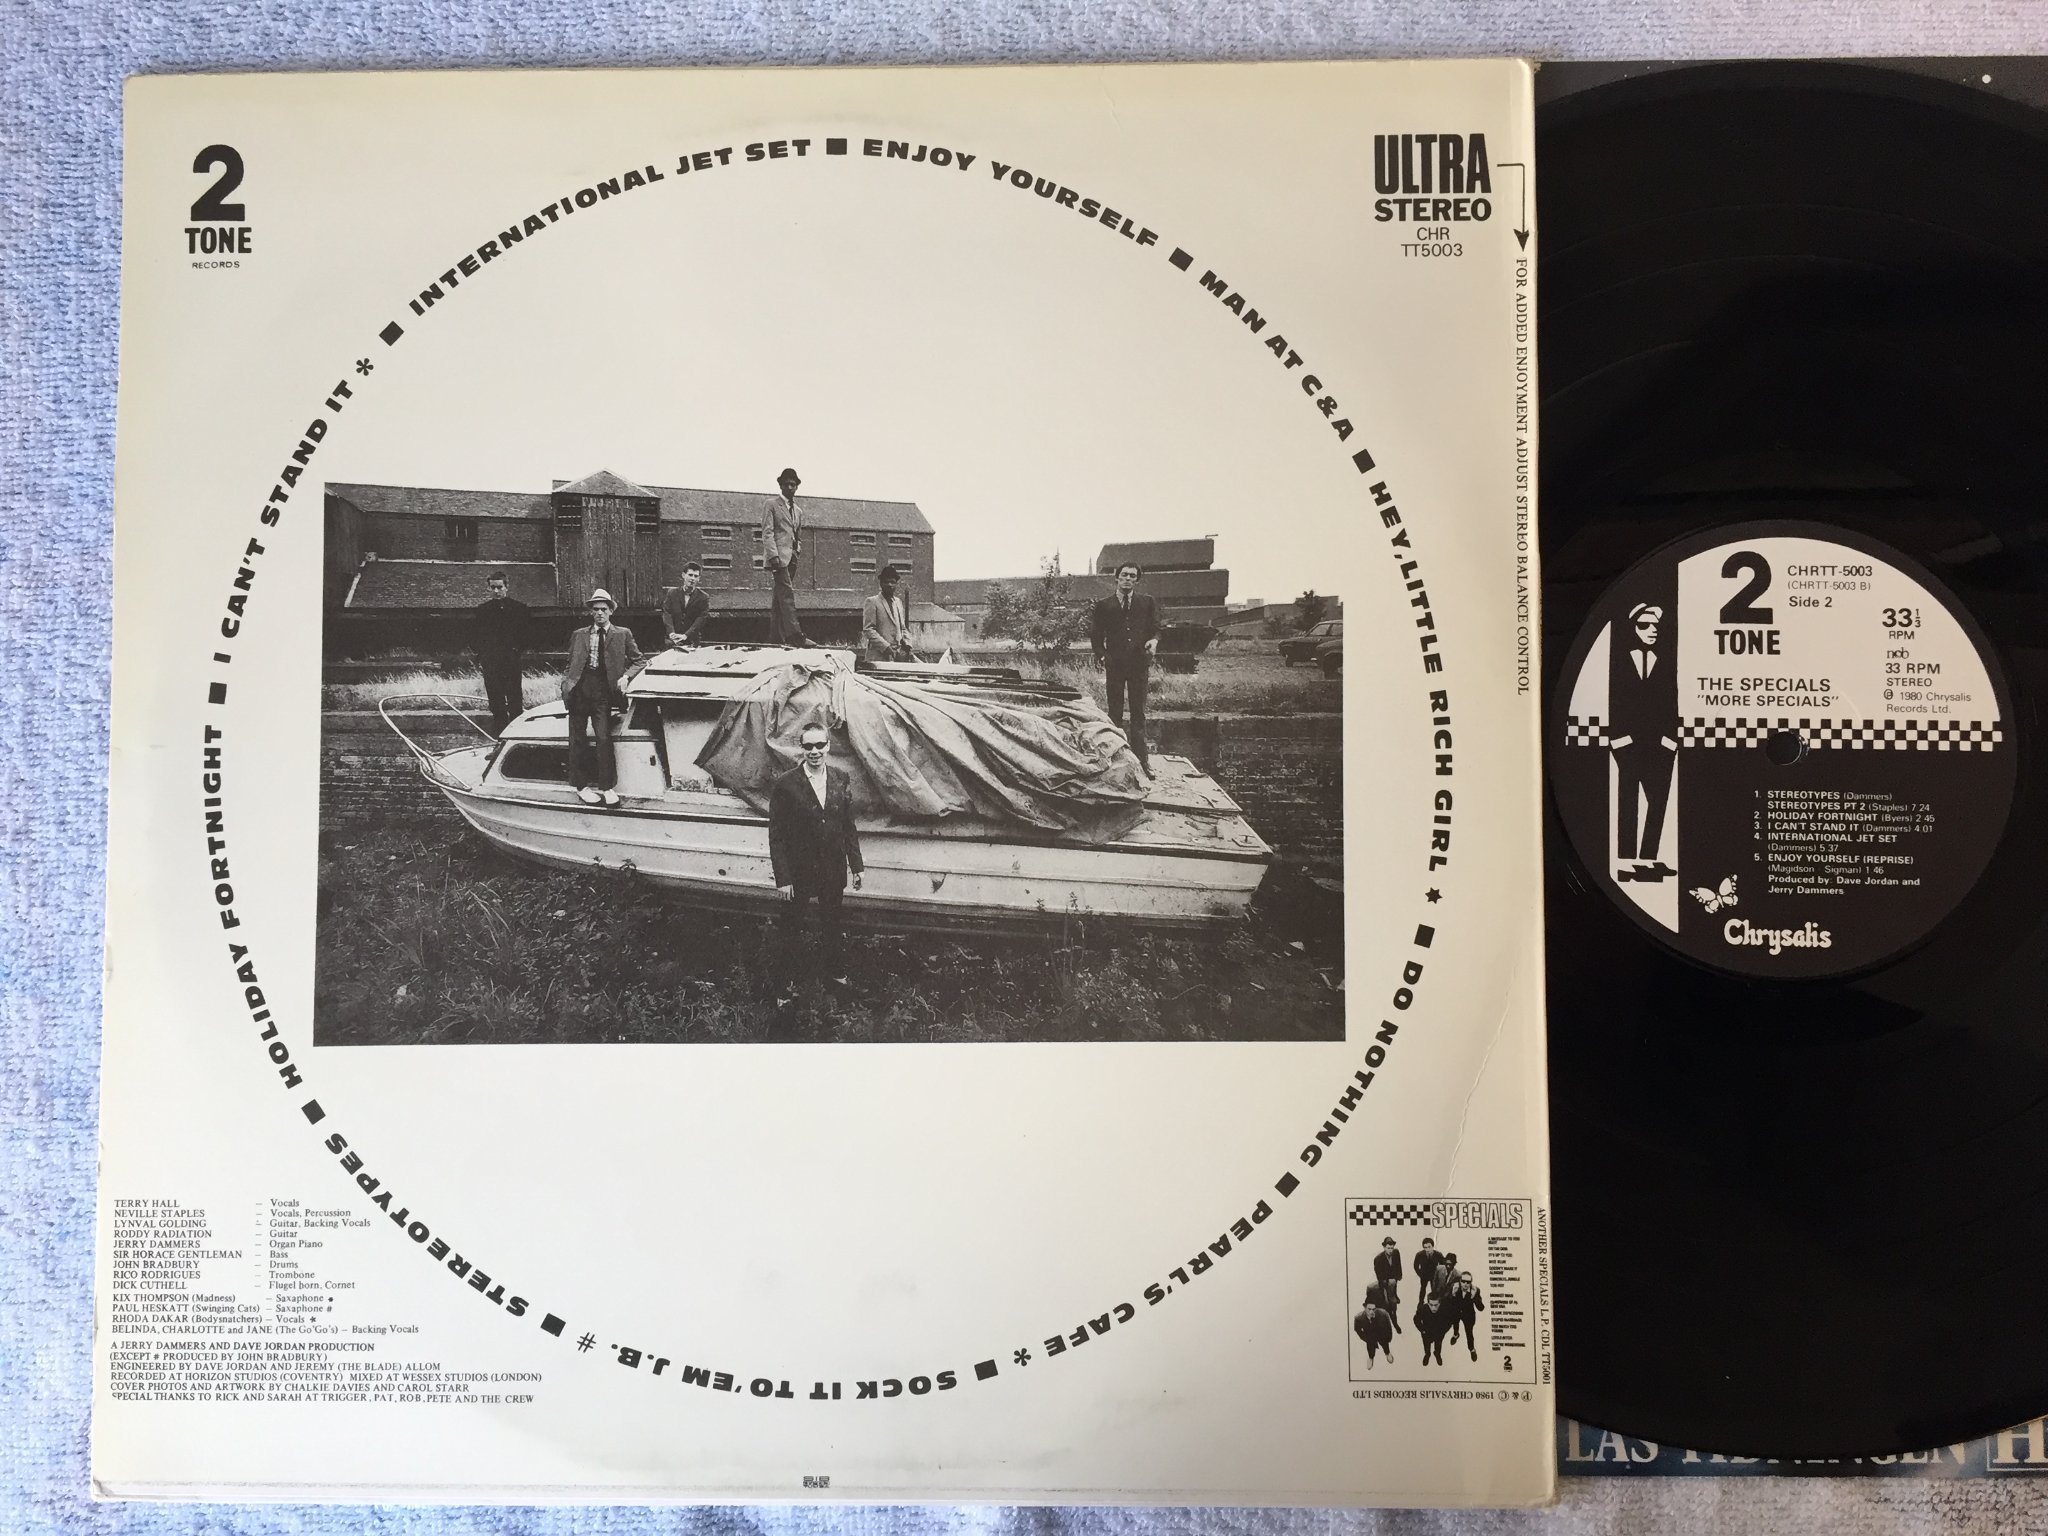 2
TONE
RECORDS
INTERNATIONAL JET SET ■ ENJOY YOURSELF ■ MAN AT C&A ■ HEY, LITTLE RICH GIRL ★ ■ DO NOTHING ■ PEARL'S CAFE * ■ SOCK IT TO 'EM J.B. # ■ STEREOTYPES ■ HOLIDAY FORTNIGHT ■ I CAN'T STAND IT * ■
ULTRA
STEREO
CHR
TT5003
FOR ADDED ENJOYMENT ADJUST STEREO BALANCE CONTROL
TERRY HALL – Vocals
NEVILLE STAPLES – Vocals, Percussion
LYNVAL GOLDING – Guitar, Backing Vocals
RODDY RADIATION – Guitar
JERRY DAMMERS – Organ Piano
SIR HORACE GENTLEMAN – Bass
JOHN BRADBURY – Drums
RICO RODRIGUES – Trombone
DICK CUTHELL – Flugel horn, Cornet
KIX THOMPSON (Madness) – Saxaphone ★
PAUL HESKATT (Swinging Cats) – Saxaphone #
RHODA DAKAR (Bodysnatchers) – Vocals *
BELINDA, CHARLOTTE and JANE (The Go'Go's) – Backing Vocals
A JERRY DAMMERS AND DAVE JORDAN PRODUCTION
(EXCEPT # PRODUCED BY JOHN BRADBURY)
ENGINEERED BY DAVE JORDAN AND JEREMY (THE BLADE) ALLOM
RECORDED AT HORIZON STUDIOS (COVENTRY) MIXED AT WESSEX STUDIOS (LONDON)
COVER PHOTOS AND ARTWORK BY CHALKIE DAVIES AND CAROL STARR
SPECIAL THANKS TO RICK AND SARAH AT TRIGGER, PAT, ROB, PETE AND THE CREW
SPECIALS
2
ANOTHER SPECIALS L.P. CDL TT5001
℗ & © 1980 CHRYSALIS RECORDS LTD
2
TONE
CHRTT-5003
(CHRTT-5003 B)
Side 2
33 1/3
RPM
ncb
33 RPM
STEREO
℗ 1980 Chrysalis
Records Ltd.
THE SPECIALS
"MORE SPECIALS"
1. STEREOTYPES (Dammers)
STEREOTYPES PT 2 (Staples) 7 24
2. HOLIDAY FORTNIGHT (Byers) 2 45
3. I CAN'T STAND IT (Dammers) 4 01
4. INTERNATIONAL JET SET
(Dammers) 5 37
5. ENJOY YOURSELF (REPRISE)
(Magidson Sigman) 1 46
Produced by: Dave Jordan and
Jerry Dammers
Chrysalis
LAS TIDNINGEN H